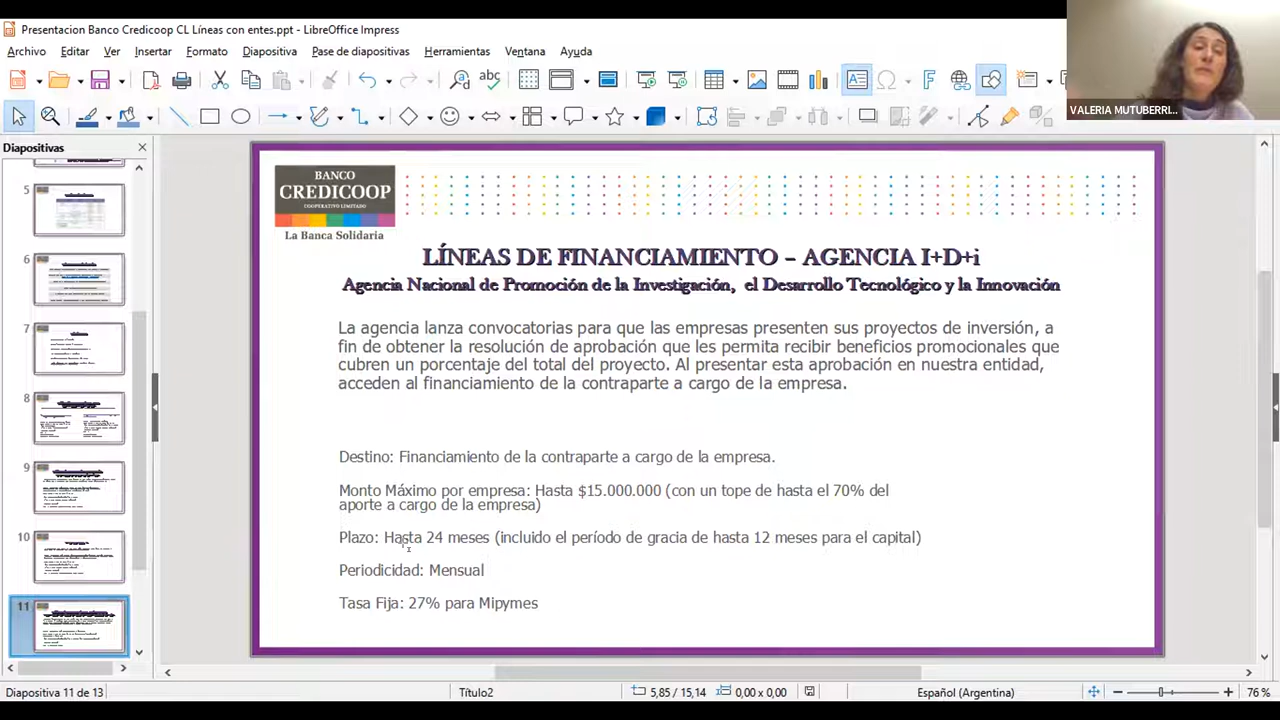 Presentacion Banco Credicoop CL Líneas con entes.ppt - LibreOffice Impress
Archivo Editar Ver Insertar Formato Diapositiva Pase de diapositivas Herramientas Ventana Ayuda
VALERIA MUTUBERRI...
Diapositivas
5
6
7
8
9
10
11
BANCO
CREDICOOP
COOPERATIVO LIMITADO
La Banca Solidaria
LÍNEAS DE FINANCIAMIENTO – AGENCIA I+D+i
Agencia Nacional de Promoción de la Investigación, el Desarrollo Tecnológico y la Innovación
La agencia lanza convocatorias para que las empresas presenten sus proyectos de inversión, a
fin de obtener la resolución de aprobación que les permita recibir beneficios promocionales que
cubren un porcentaje del total del proyecto. Al presentar esta aprobación en nuestra entidad,
acceden al financiamiento de la contraparte a cargo de la empresa.
Destino: Financiamiento de la contraparte a cargo de la empresa.
Monto Máximo por empresa: Hasta $15.000.000 (con un tope de hasta el 70% del
aporte a cargo de la empresa)
Plazo: Hasta 24 meses (incluido el período de gracia de hasta 12 meses para el capital)
Periodicidad: Mensual
Tasa Fija: 27% para Mipymes
Diapositiva 11 de 13 Título2 5,85 / 15,14 0,00 x 0,00 Español (Argentina) 76 %